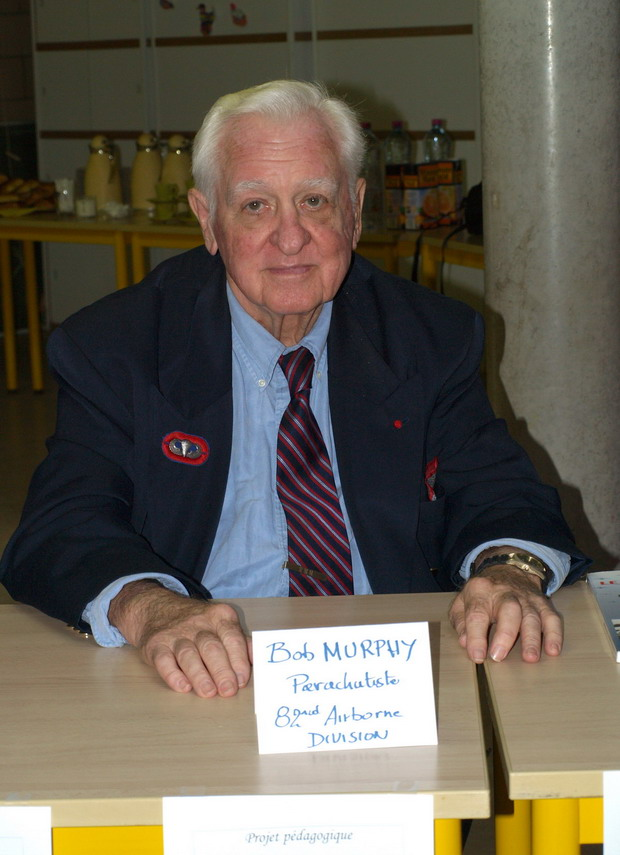 Bob MURPHY
Parachutiste
82nd Airborne
DIVISION
Projet pédagogique